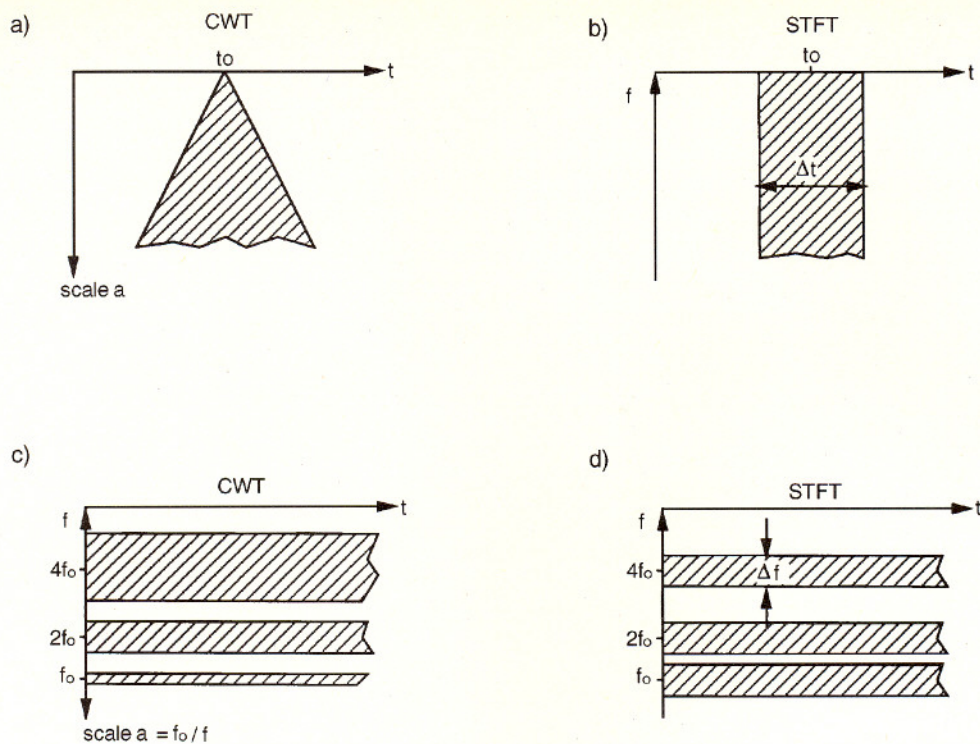 a)
CWT
to
t
scale a
b)
STFT
to
t
f
Δt
c)
CWT
t
f
4fo
2fo
fo
scale a = fo / f
d)
STFT
t
f
4fo
Δf
2fo
fo